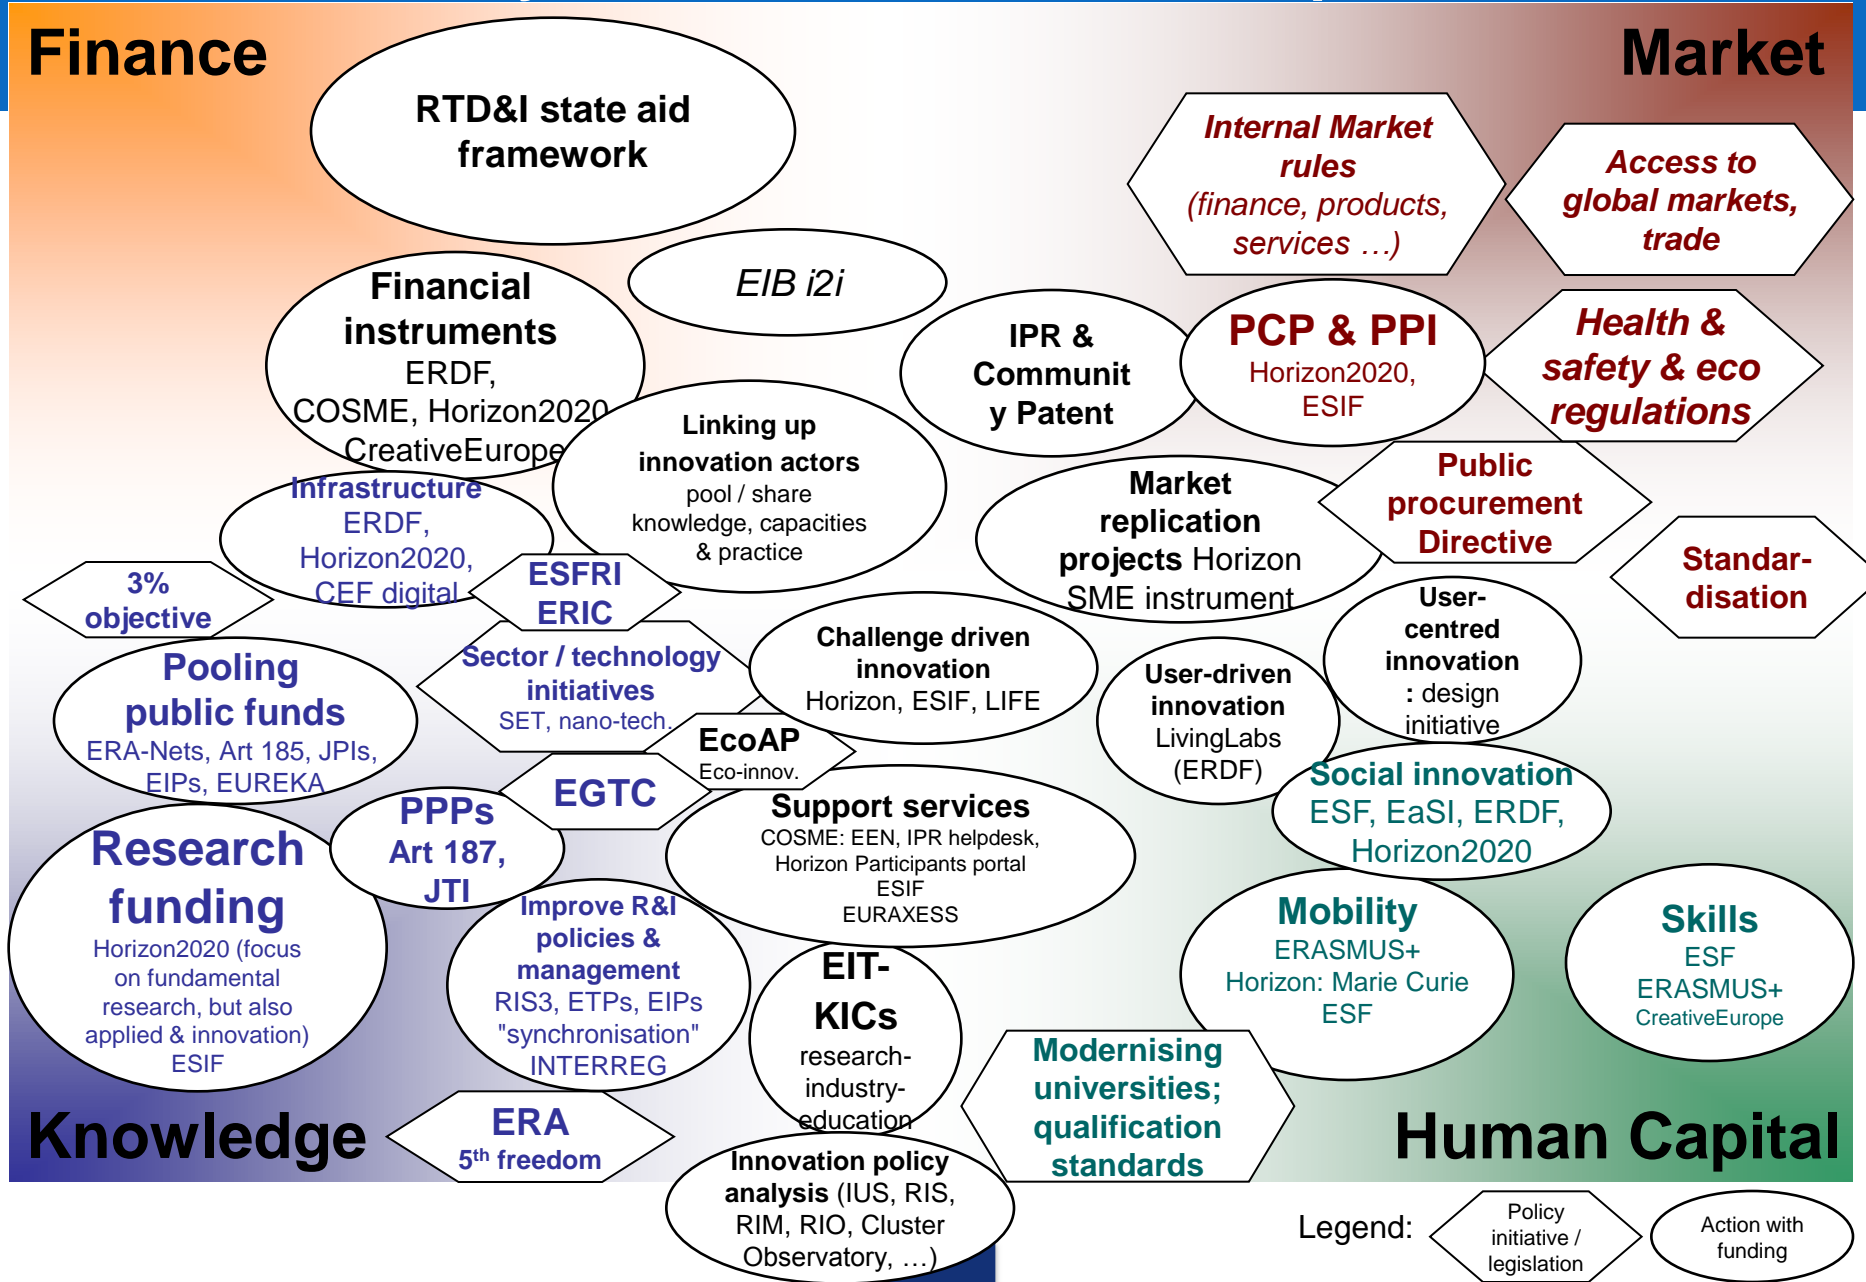 Finance
Market
RTD&I state aid
framework
Internal Market
rules
(finance, products,
services …)
Access to
global markets,
trade
EIB i2i
Financial
instruments
ERDF,
COSME, Horizon2020
CreativeEurope
IPR &
Communit
y Patent
PCP & PPI
Horizon2020,
ESIF
Health &
safety & eco
regulations
Linking up
innovation actors
pool / share
knowledge, capacities
& practice
Infrastructure
ERDF,
Horizon2020,
CEF digital
Market
replication
projects Horizon
SME instrument
Public
procurement
Directive
Standar-
disation
3%
objective
ESFRI
ERIC
User-
centred
innovation
: design
initiative
Pooling
public funds
ERA-Nets, Art 185, JPIs,
EIPs, EUREKA
Sector / technology
initiatives
SET, nano-tech.
Challenge driven
innovation
Horizon, ESIF, LIFE
User-driven
innovation
LivingLabs
(ERDF)
EcoAP
Eco-innov.
EGTC
Social innovation
ESF, EaSI, ERDF,
Horizon2020
PPPs
Art 187,
JTI
Support services
COSME: EEN, IPR helpdesk,
Horizon Participants portal
ESIF
EURAXESS
Research
funding
Horizon2020 (focus
on fundamental
research, but also
applied & innovation)
ESIF
Improve R&I
policies &
management
RIS3, ETPs, EIPs
"synchronisation"
INTERREG
EIT-
KICs
research-
industry-
education
Mobility
ERASMUS+
Horizon: Marie Curie
ESF
Skills
ESF
ERASMUS+
CreativeEurope
Modernising
universities;
qualification
standards
Knowledge
ERA
5th freedom
Human Capital
Innovation policy
analysis (IUS, RIS,
RIM, RIO, Cluster
Observatory, …)
Legend:
Policy
initiative /
legislation
Action with
funding